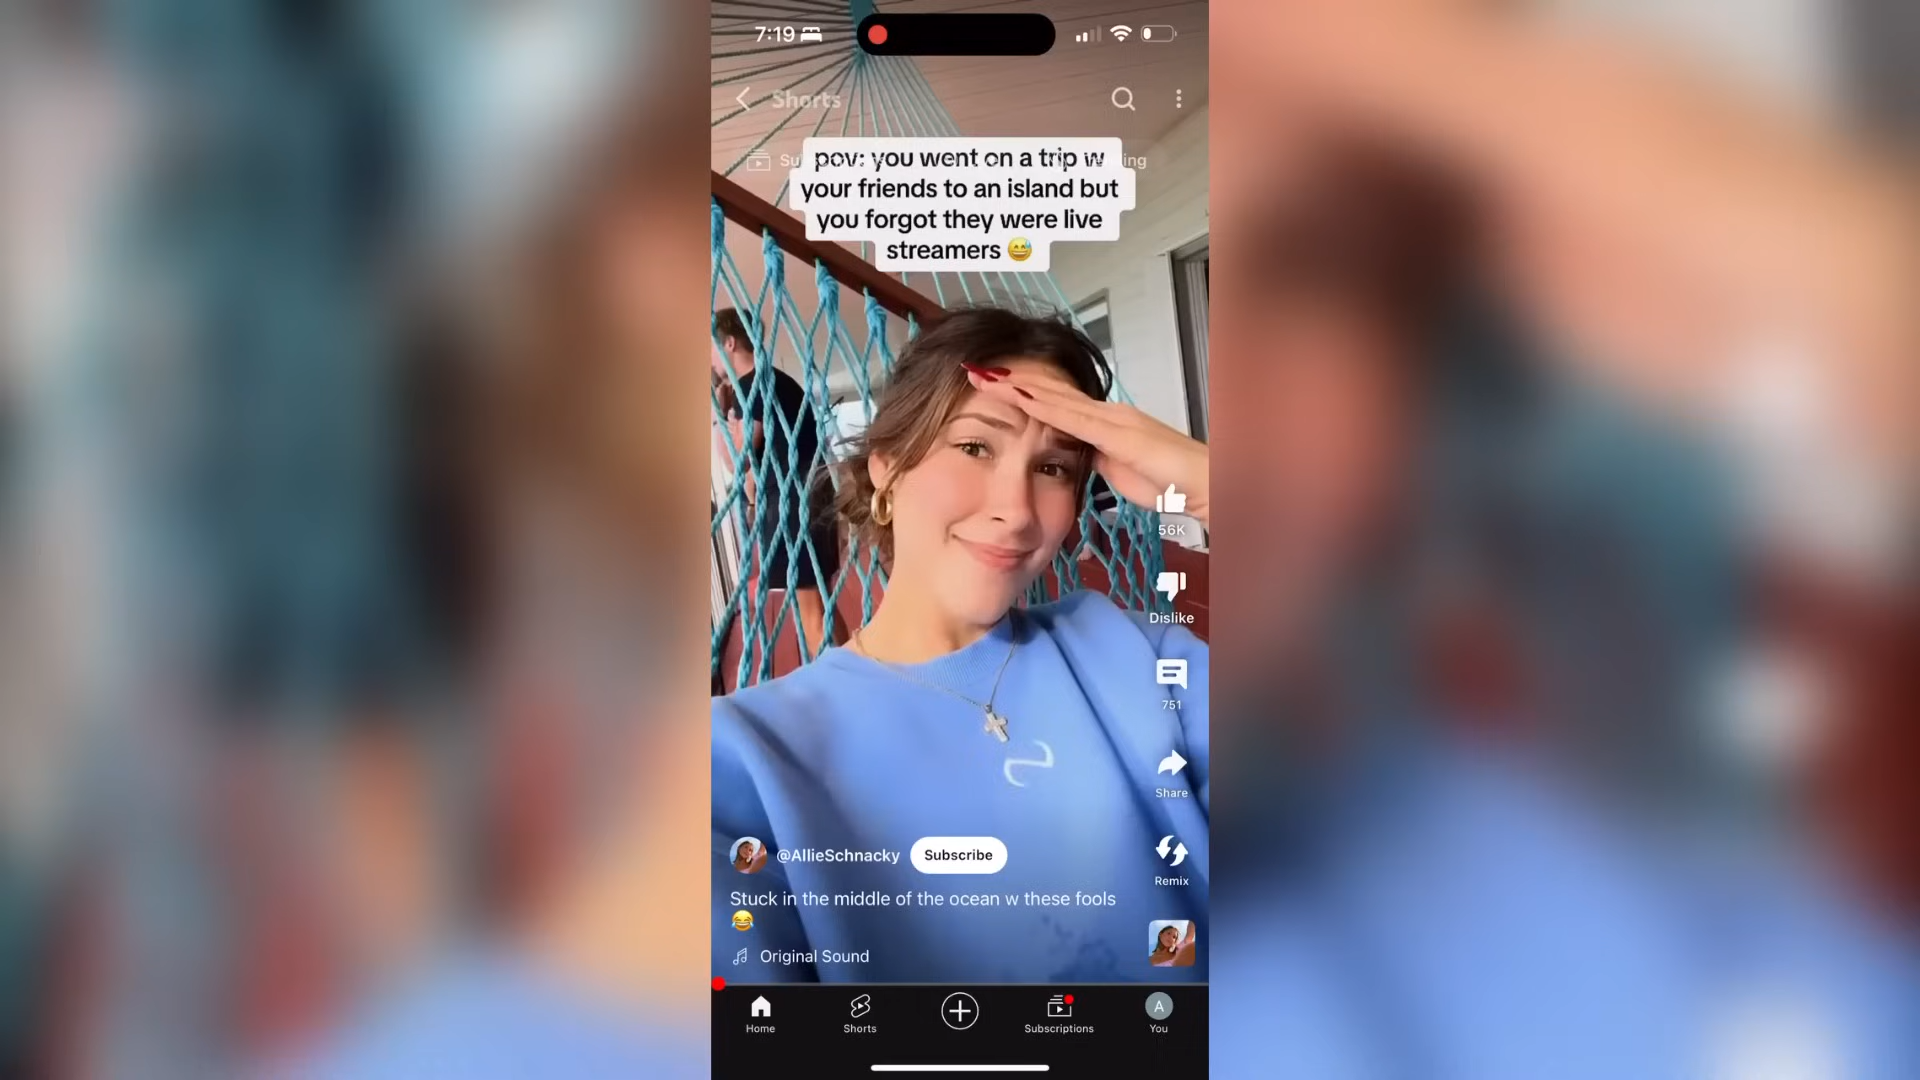 7:19
Shorts
pov: you went on a trip w
your friends to an island but
you forgot they were live
streamers 😅
56K
Dislike
751
Share
@AllieSchnacky
Subscribe
Remix
Stuck in the middle of the ocean w these fools
😂
Original Sound
Home
Shorts
Subscriptions
A
You